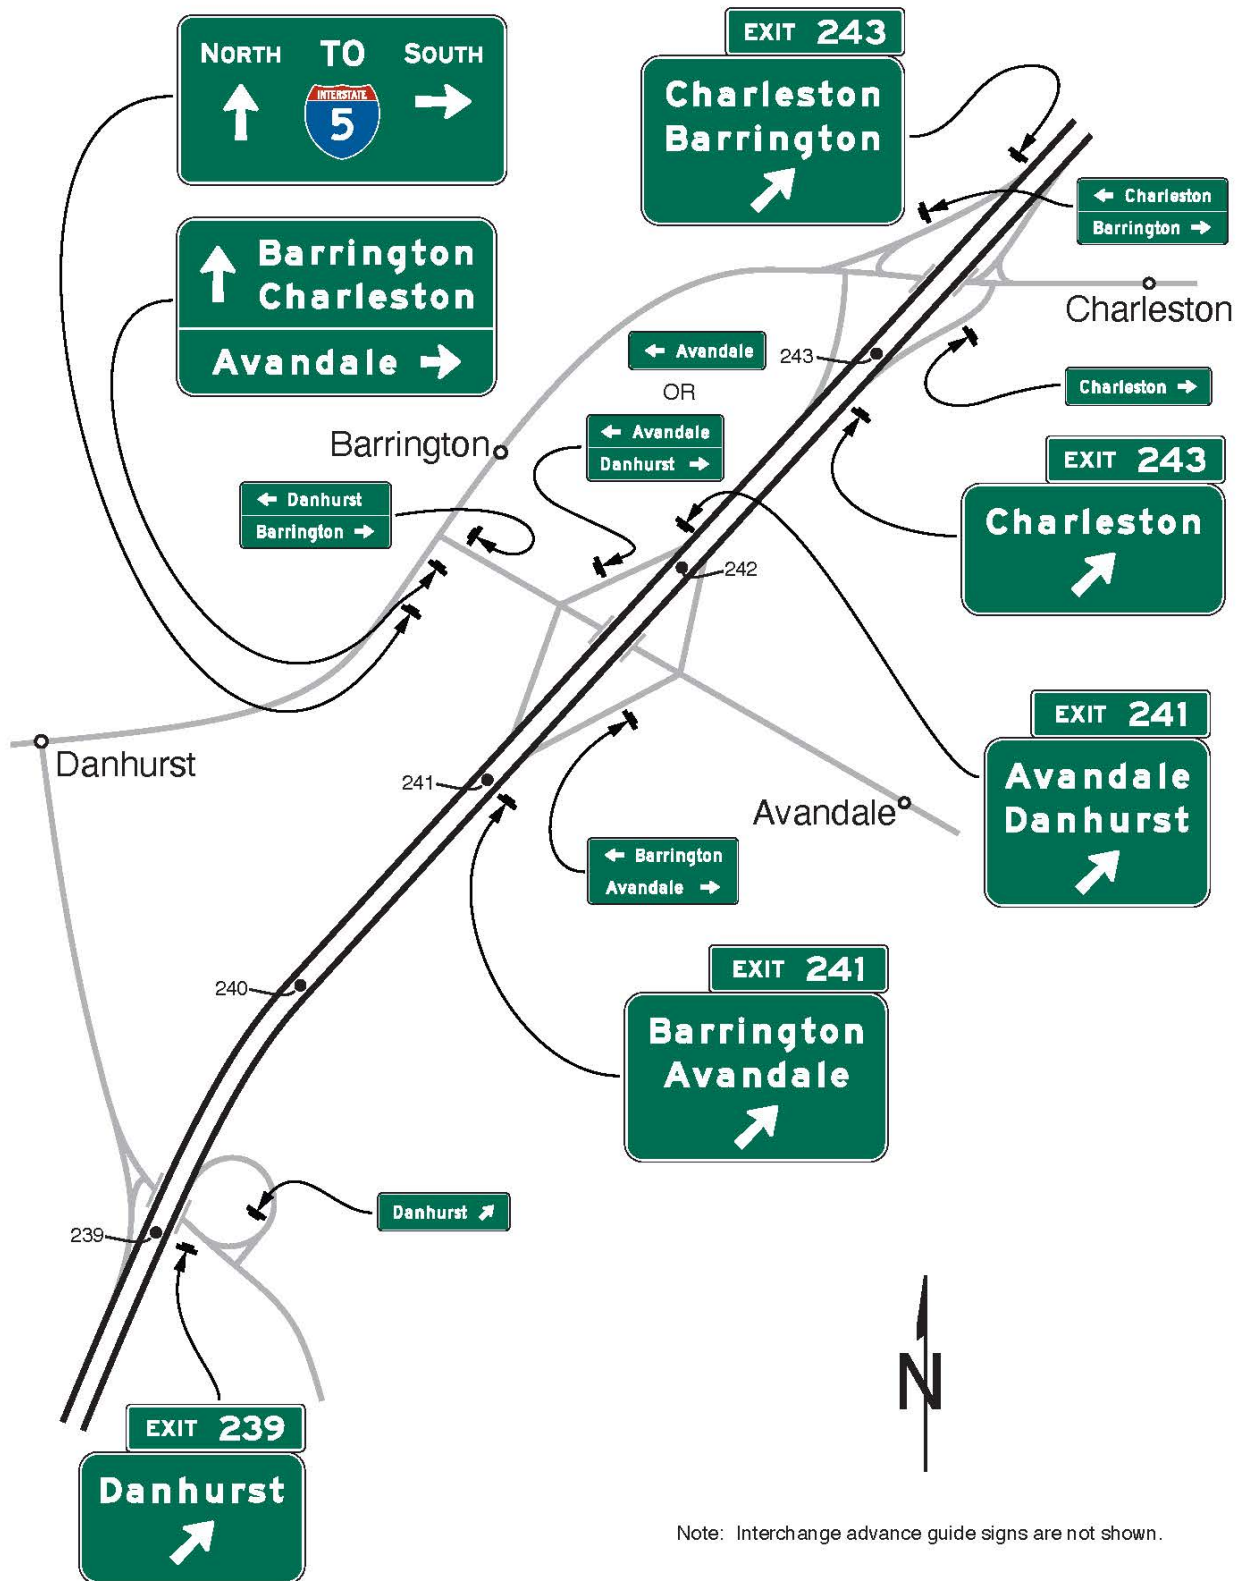 NORTH TO SOUTH
INTERSTATE
5
EXIT 243
Charleston
Barrington
Charleston
Barrington
Charleston
Barrington
Charleston
Avandale
Avandale
243
Charleston
OR
Barrington
Avandale
Danhurst
EXIT 243
Charleston
Danhurst
Barrington
242
EXIT 241
Avandale
Danhurst
Danhurst
241
Avandale
Barrington
Avandale
EXIT 241
Barrington
Avandale
240
Danhurst
239
N
EXIT 239
Danhurst
Note: Interchange advance guide signs are not shown.